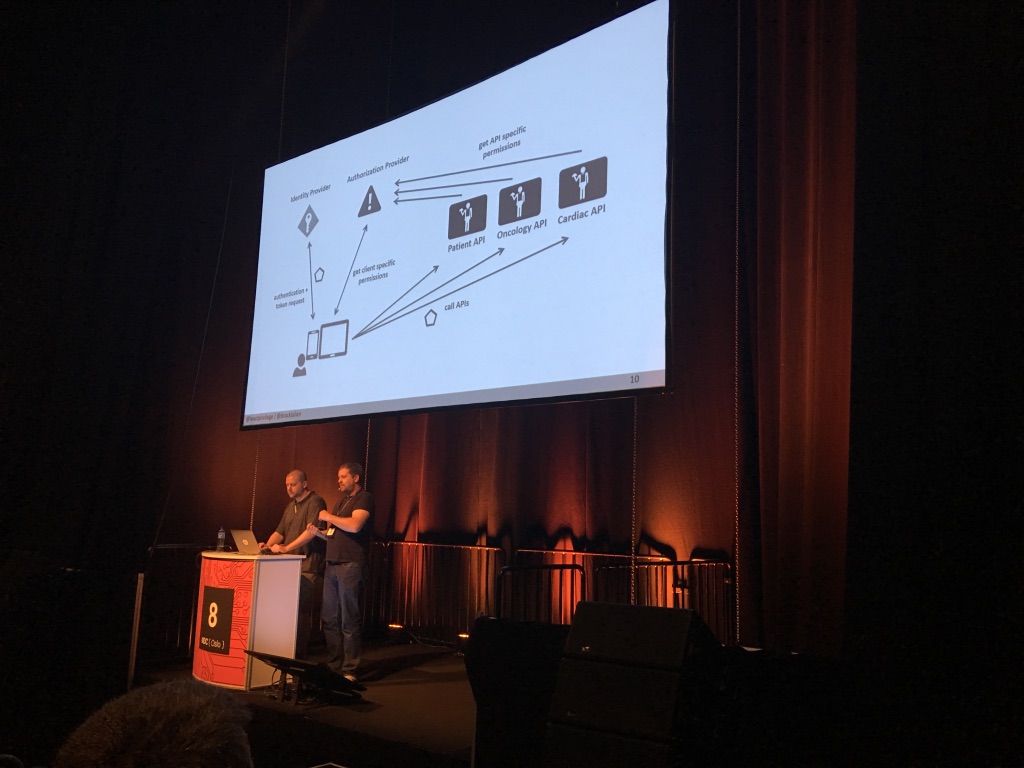 get API specific
permissions
Authorization Provider
Identity Provider
Patient API
Oncology API
Cardiac API
get client specific
permissions
authentication +
token request
call APIs
10
@leastprivilege / @brocklallen
8
NDC { Oslo }